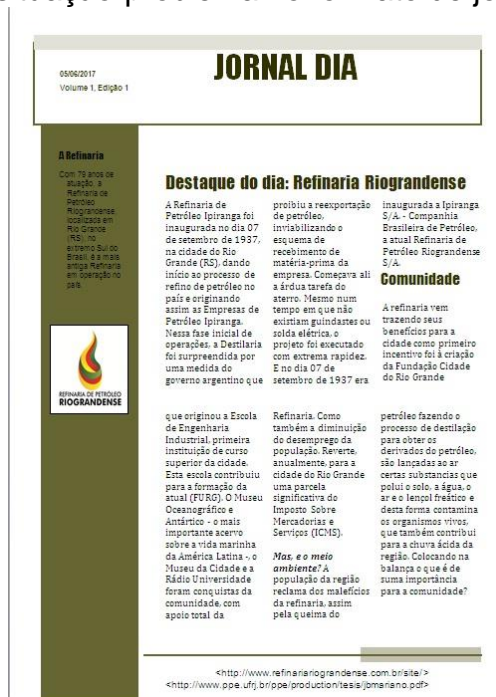 05/06/2017
Volume 1, Edição 1
JORNAL DIA
A Refinaria
Com 79 anos de
atuação, a
Refinaria de
Petróleo
Riograndense,
localizada em
Rio Grande
(RS), no
extremo Sul do
Brasil, é a mais
antiga Refinaria
em operação no
país.
REFINARIA DE PETRÓLEO
RIOGRANDENSE
Destaque do dia: Refinaria Riograndense
A Refinaria de
Petróleo Ipiranga foi
inaugurada no dia 07
de setembro de 1937,
na cidade do Rio
Grande (RS), dando
início ao processo de
refino de petróleo no
país e originando
assim as Empresas de
Petróleo Ipiranga.
Nessa fase inicial de
operações, a Destilaria
foi surpreendida por
uma medida do
governo argentino que
proibiu a reexportação
de petróleo,
inviabilizando o
esquema de
recebimento de
matéria-prima da
empresa. Começava ali
a árdua tarefa do
aterro. Mesmo num
tempo em que não
existiam guindastes ou
solda elétrica, o
projeto foi executado
com extrema rapidez.
E no dia 07 de
setembro de 1937 era
inaugurada a Ipiranga
S/A. - Companhia
Brasileira de Petróleo,
a atual Refinaria de
Petróleo Riograndense
S/A.
Comunidade
A refinaria vem
trazendo seus
benefícios para a
cidade como primeiro
incentivo foi à criação
da Fundação Cidade
do Rio Grande
que originou a Escola
de Engenharia
Industrial, primeira
instituição de curso
superior da cidade.
Esta escola contribuiu
para a formação da
atual (FURG). O Museu
Oceanográfico e
Antártico - o mais
importante acervo
sobre a vida marinha
da América Latina -, o
Museu da Cidade e a
Rádio Universidade
foram conquistas da
comunidade, com
apoio total da
Refinaria. Como
também a diminuição
do desemprego da
população. Reverte,
anualmente, para a
cidade do Rio Grande
uma parcela
significativa do
Imposto Sobre
Mercadorias e
Serviços (ICMS).
Mas, e o meio
ambiente? A
população da região
reclama dos malefícios
da refinaria, assim
pela queima do
petróleo fazendo o
processo de destilação
para obter os
derivados do petróleo,
são lançadas ao ar
certas substancias que
polui o solo, a água, o
ar e o lençol freático e
desta forma contamina
os organismos vivos,
que também contribui
para a chuva ácida da
região. Colocando na
balança o que é de
suma importância
para a comunidade?
<http://www.refinariariograndense.com.br/site/>
<http://www.ppe.ufrj.br/ppe/production/tesis/jbmariano.pdf>